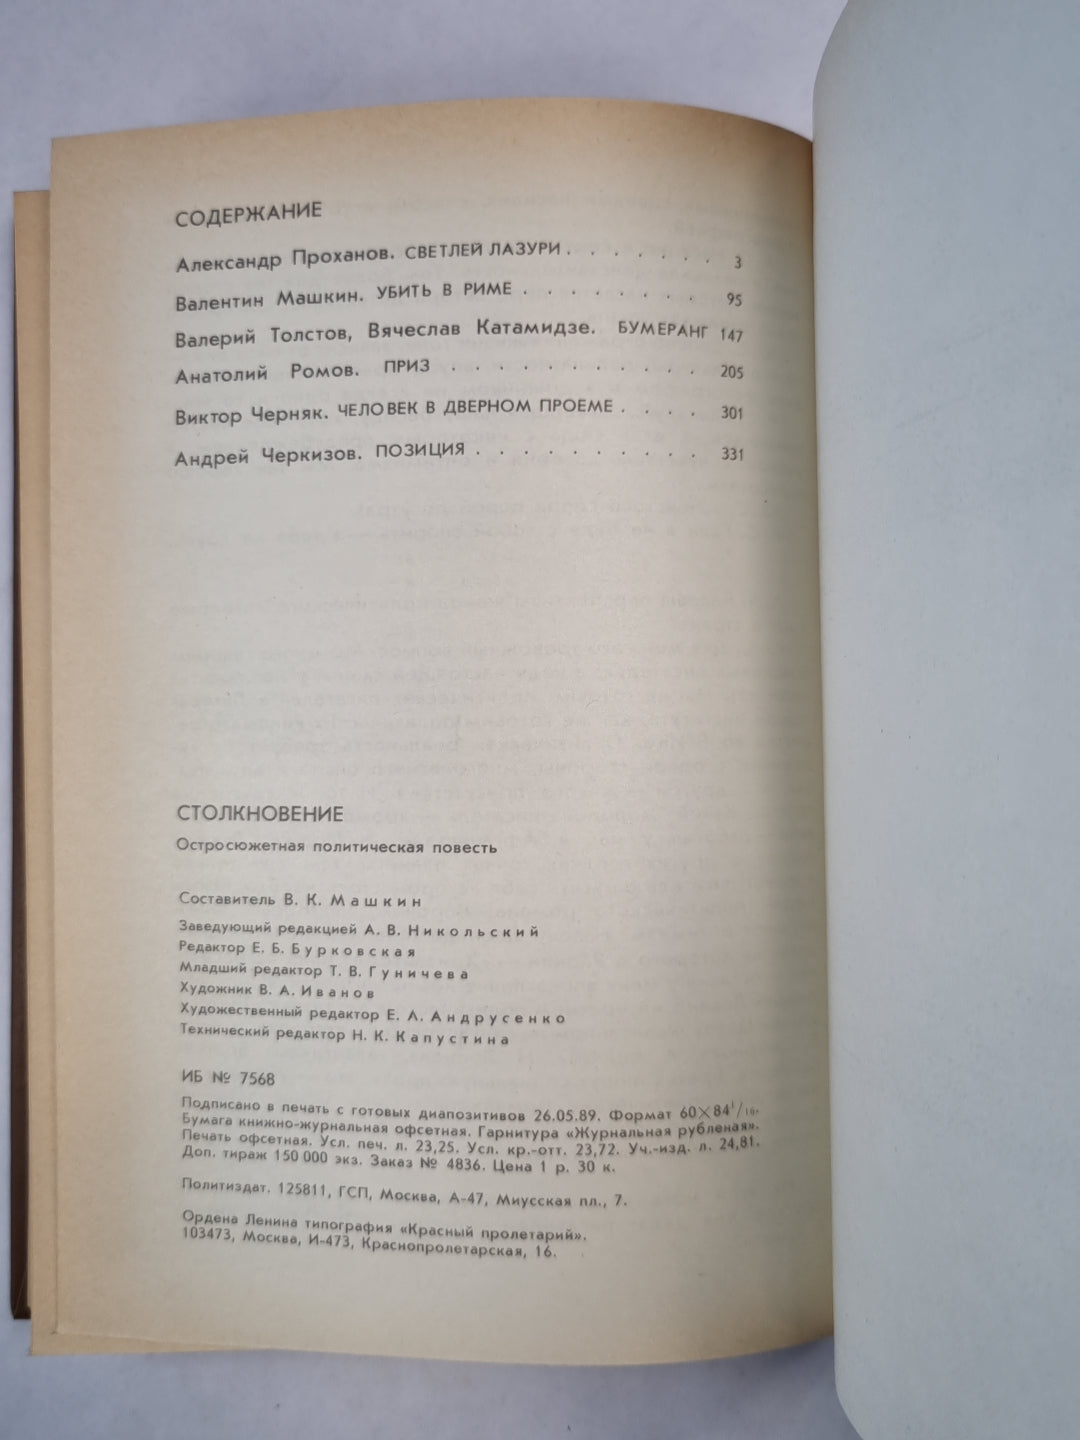 СОДЕРЖАНИЕ
Александр Проханов. СВЕТЛЕЙ ЛАЗУРИ . . . . . . . 3
Валентин Машкин. УБИТЬ В РИМЕ . . . . . . . . 95
Валерий Толстов, Вячеслав Катамидзе. БУМЕРАНГ 147
Анатолий Ромов. ПРИЗ . . . . . . . . . . . 205
Виктор Черняк. ЧЕЛОВЕК В ДВЕРНОМ ПРОЕМЕ . . . . 301
Андрей Черкизов. ПОЗИЦИЯ . . . . . . . . . . 331
СТОЛКНОВЕНИЕ
Остросюжетная политическая повесть
Составитель В. К. Машкин
Заведующий редакцией А. В. Никольский
Редактор Е. Б. Бурковская
Младший редактор Т. В. Гуничева
Художник В. А. Иванов
Художественный редактор Е. Л. Андрусенко
Технический редактор Н. К. Капустина
ИБ № 7568
Подписано в печать с готовых диапозитивов 26.05.89. Формат 60×84¹/₁₆.
Бумага книжно-журнальная офсетная. Гарнитура «Журнальная рубленая».
Печать офсетная. Усл. печ. л. 23,25. Усл. кр.-отт. 23,72. Уч.-изд. л. 24,81.
Доп. тираж 150 000 экз. Заказ № 4836. Цена 1 р. 30 к.
Политиздат. 125811, ГСП, Москва, А-47, Миусская пл., 7.
Ордена Ленина типография «Красный пролетарий».
103473, Москва, И-473, Краснопролетарская, 16.